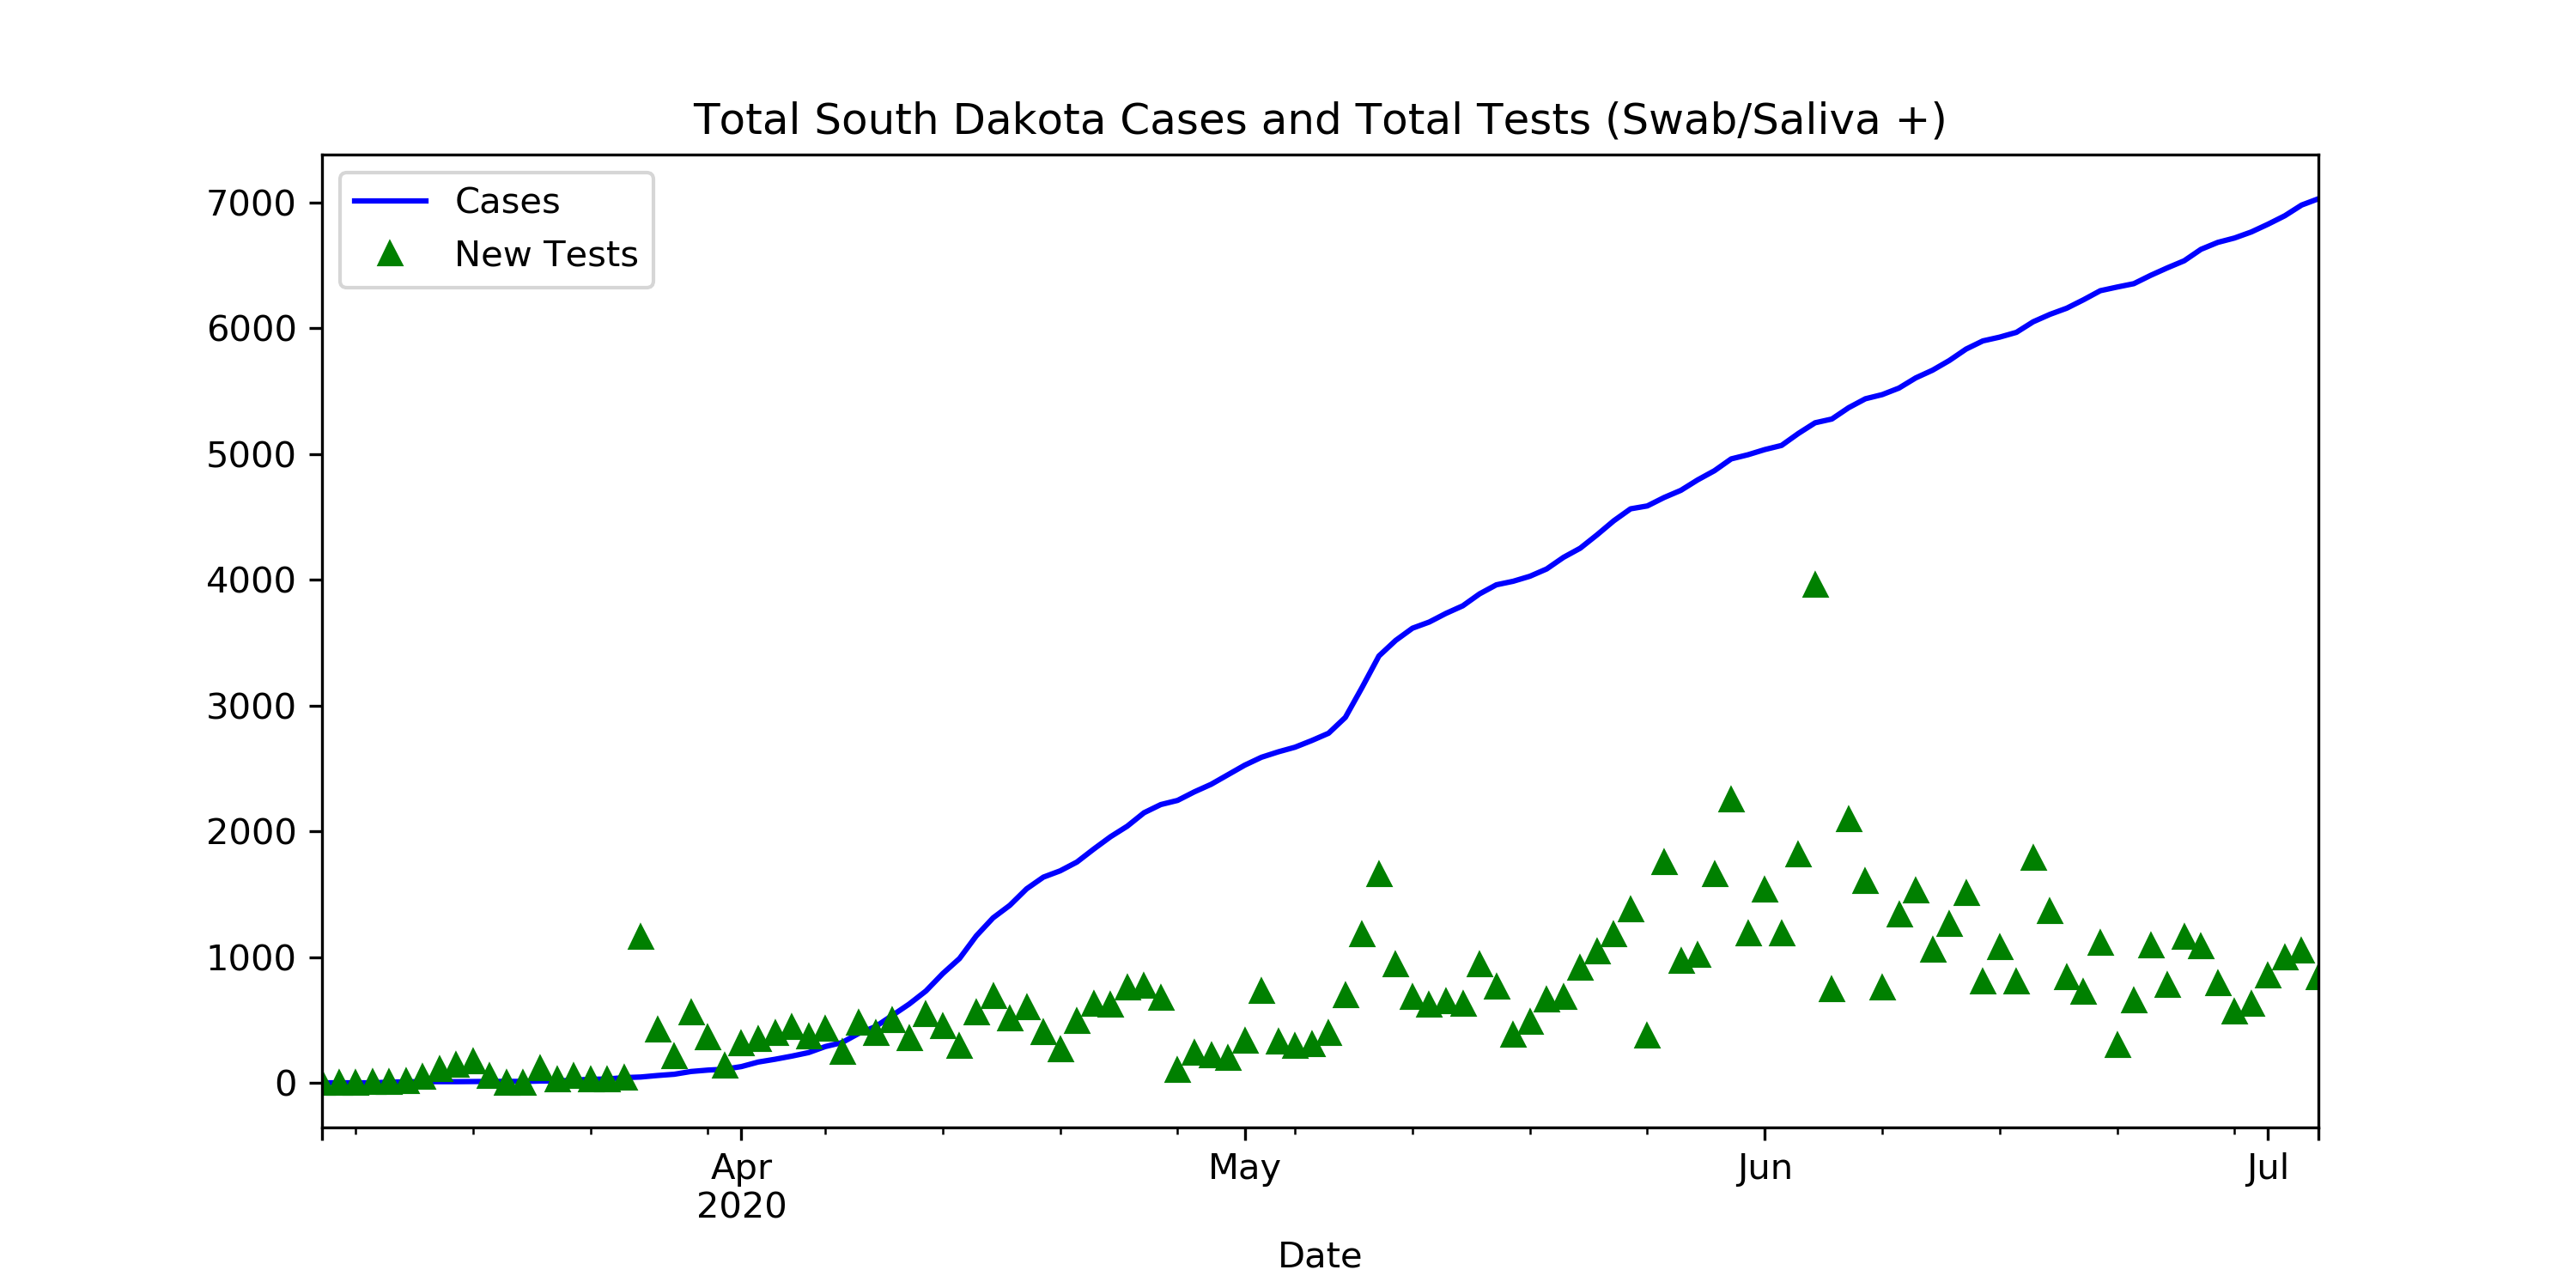 Total South Dakota Cases and Total Tests (Swab/Saliva +)
Cases
New Tests
7000
6000
5000
4000
3000
2000
1000
0
Apr
2020
May
Jun
Jul
Date